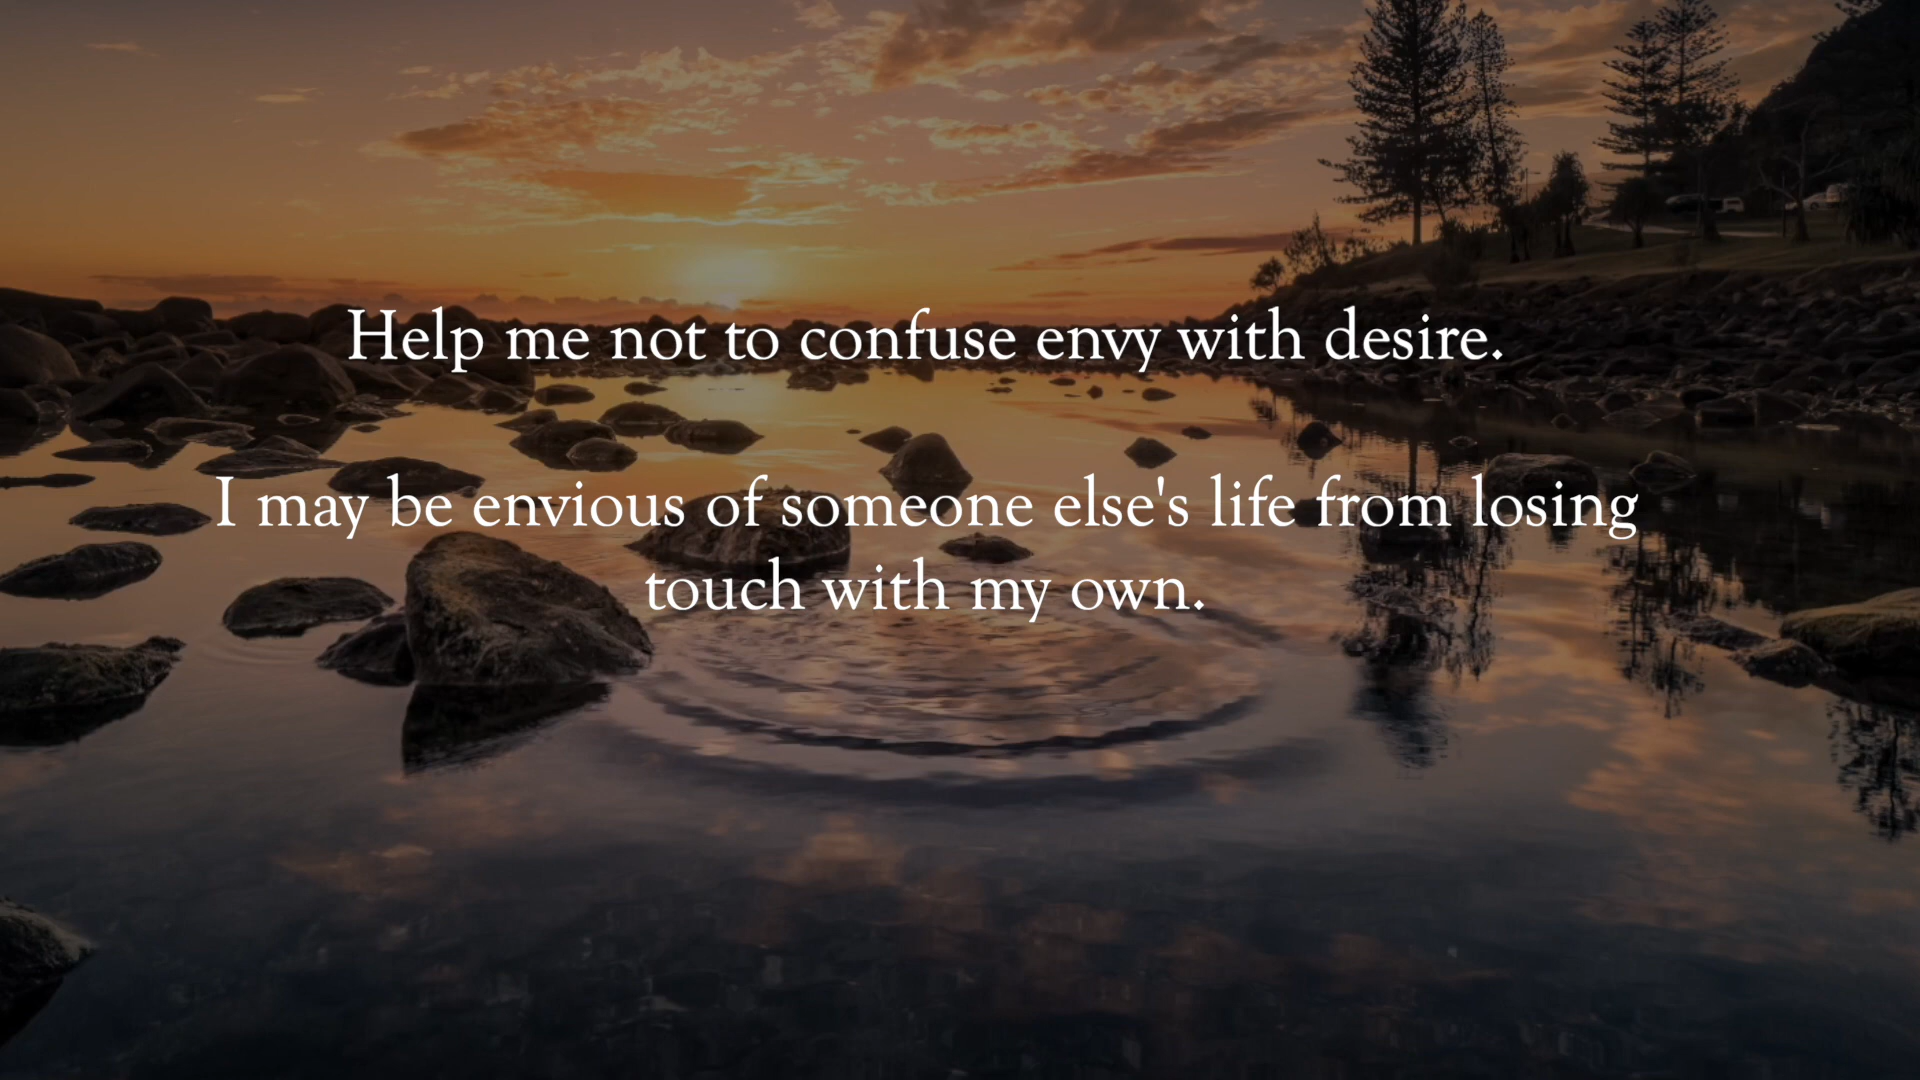 Help me not to confuse envy with desire.
I may be envious of someone else's life from losing
touch with my own.